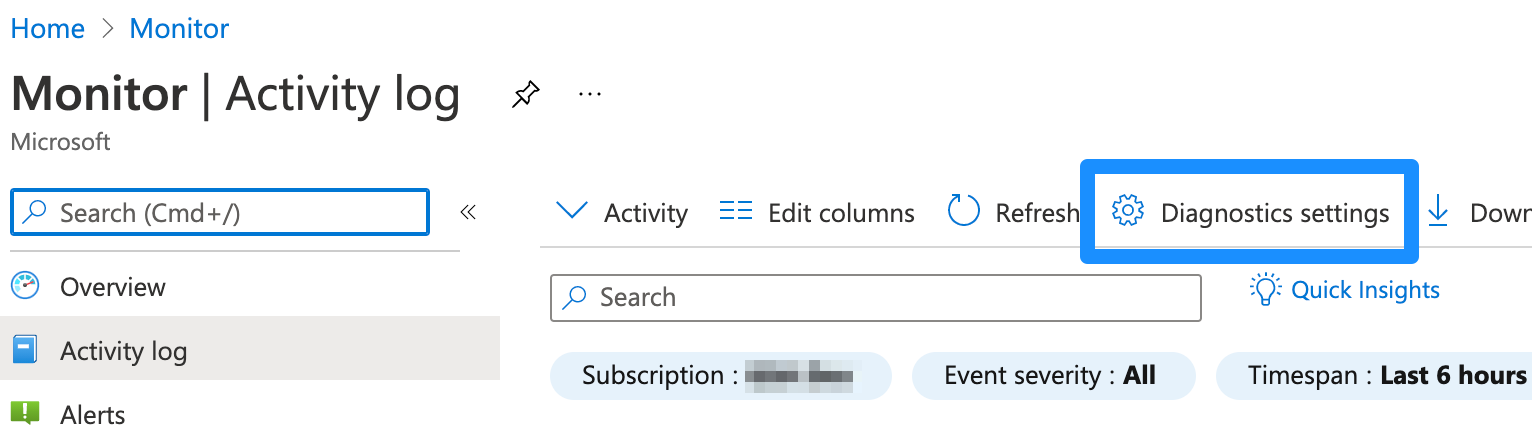 Home > Monitor
Monitor | Activity log ...
Microsoft
Search (Cmd+/) «
Activity Edit columns Refresh Diagnostics settings
Search Quick Insights
Subscription : Event severity : All Timespan : Last 6 hours
Overview
Activity log
Alerts